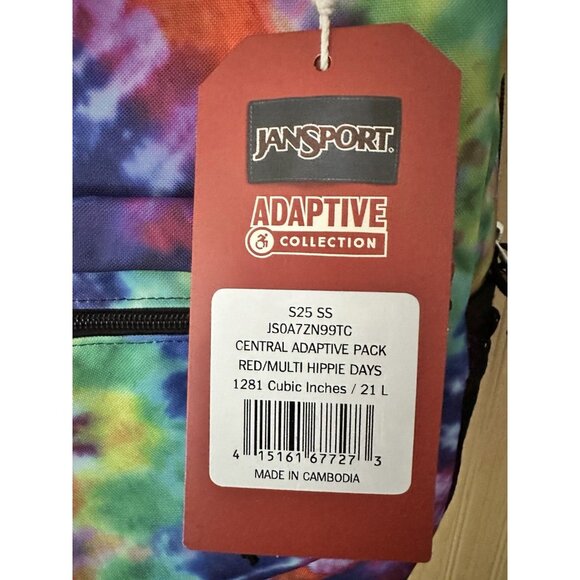 JANSPORT.
ADAPTIVE
COLLECTION
S25 SS
JS0A7ZN99TC
CENTRAL ADAPTIVE PACK
RED/MULTI HIPPIE DAYS
1281 Cubic Inches / 21 L
4 15161 67727 3
MADE IN CAMBODIA